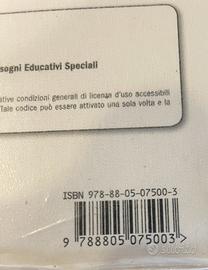 sogni Educativi Speciali
ative condizioni generali di licenza d'uso accessibili
Tale codice può essere attivato una sola volta e la
ISBN 978-88-05-07500-3
9 788805 075003 >